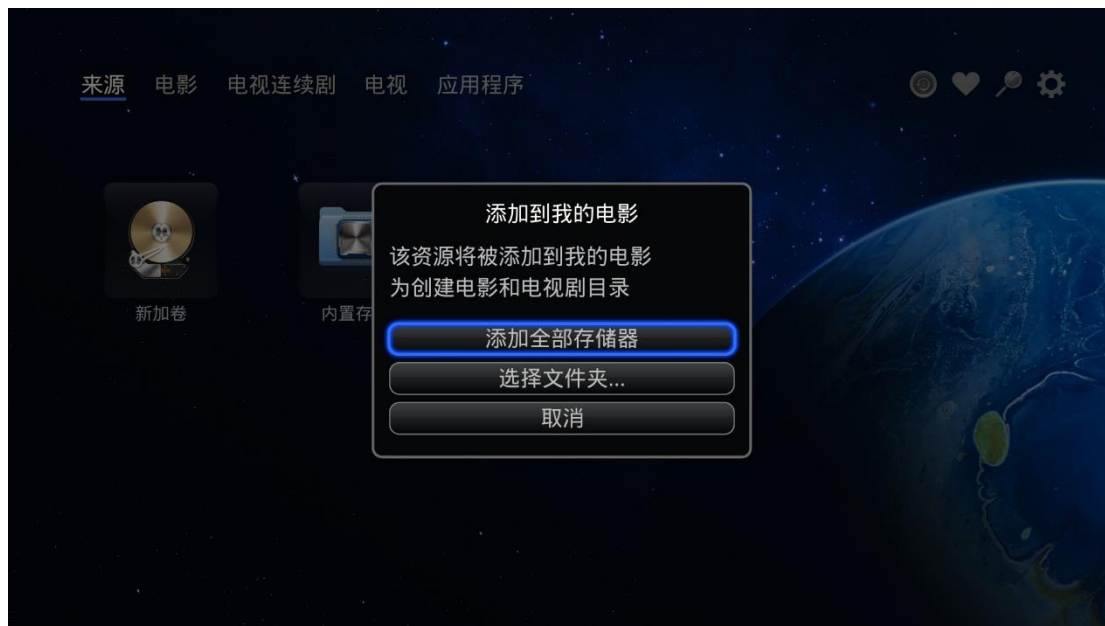 来源 电影 电视连续剧 电视 应用程序
添加到我的电影
该资源将被添加到我的电影
为创建电影和电视剧目录
新加卷
内置存
添加全部存储器
选择文件夹...
取消